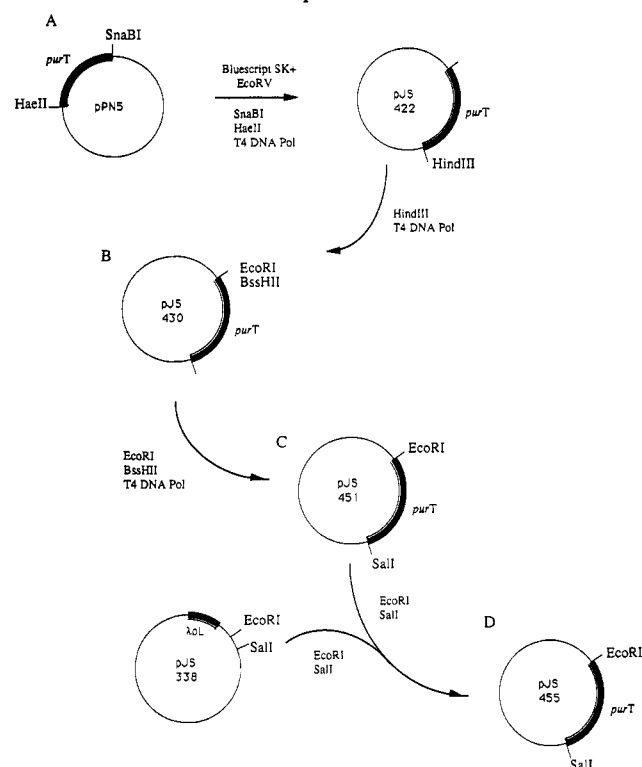 A
SnaBI
purT
HaeII
pPN5
Bluescript SK+
EcoRV
SnaBI
HaeII
T4 DNA Pol
pJS
422
purT
HindIII
HindIII
T4 DNA Pol
B
EcoRI
BssHII
pJS
430
purT
EcoRI
BssHII
T4 DNA Pol
C
EcoRI
pJS
451
purT
SalI
EcoRI
SalI
λpL
EcoRI
SalI
pJS
338
EcoRI
SalI
D
EcoRI
pJS
455
purT
SalI